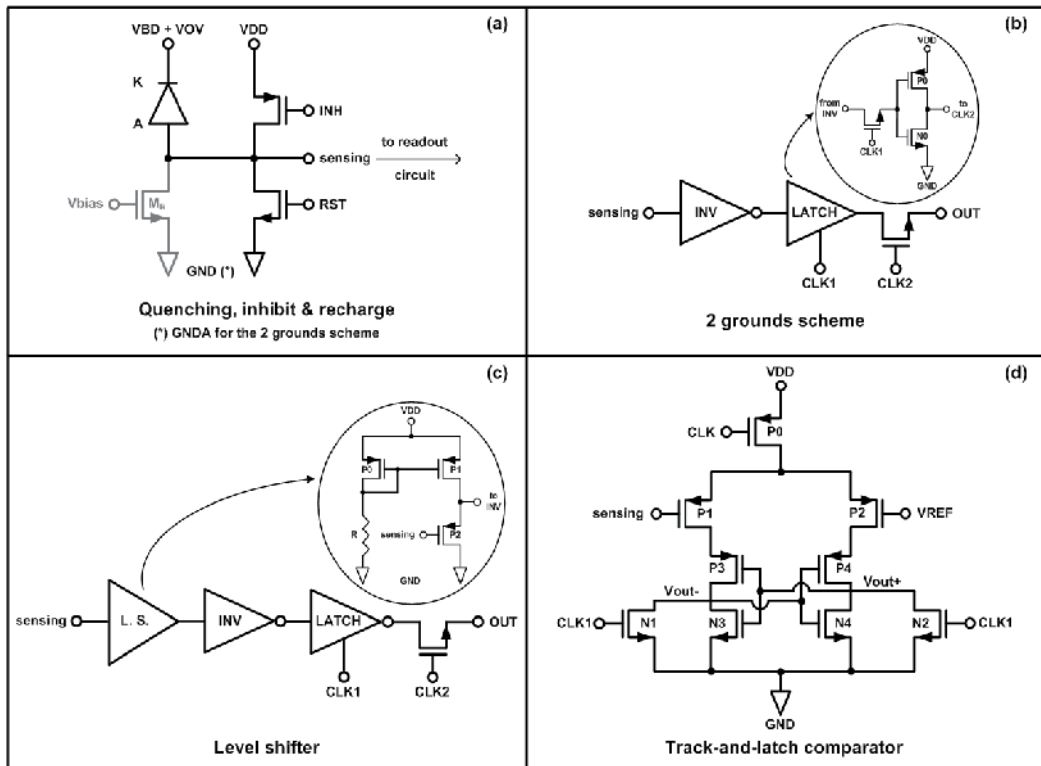 (a)
VBD + VOV
VDD
K
A
INH
to readout
sensing
circuit
Vbias
RST
GND (*)
Quenching, inhibit & recharge
(*) GNDA for the 2 grounds scheme
(b)
VDD
P0
from
INV
to
CLK2
CLK1
N0
GND
sensing
INV
LATCH
OUT
CLK1
CLK2
2 grounds scheme
(c)
VDD
P0
P1
to
INV
R
sensing
P2
GND
sensing
L. S.
INV
LATCH
OUT
CLK1
CLK2
Level shifter
(d)
VDD
CLK
P0
sensing
P1
P2
VREF
P3
P4
Vout-
Vout+
CLK1
N1
N3
N4
N2
CLK1
GND
Track-and-latch comparator